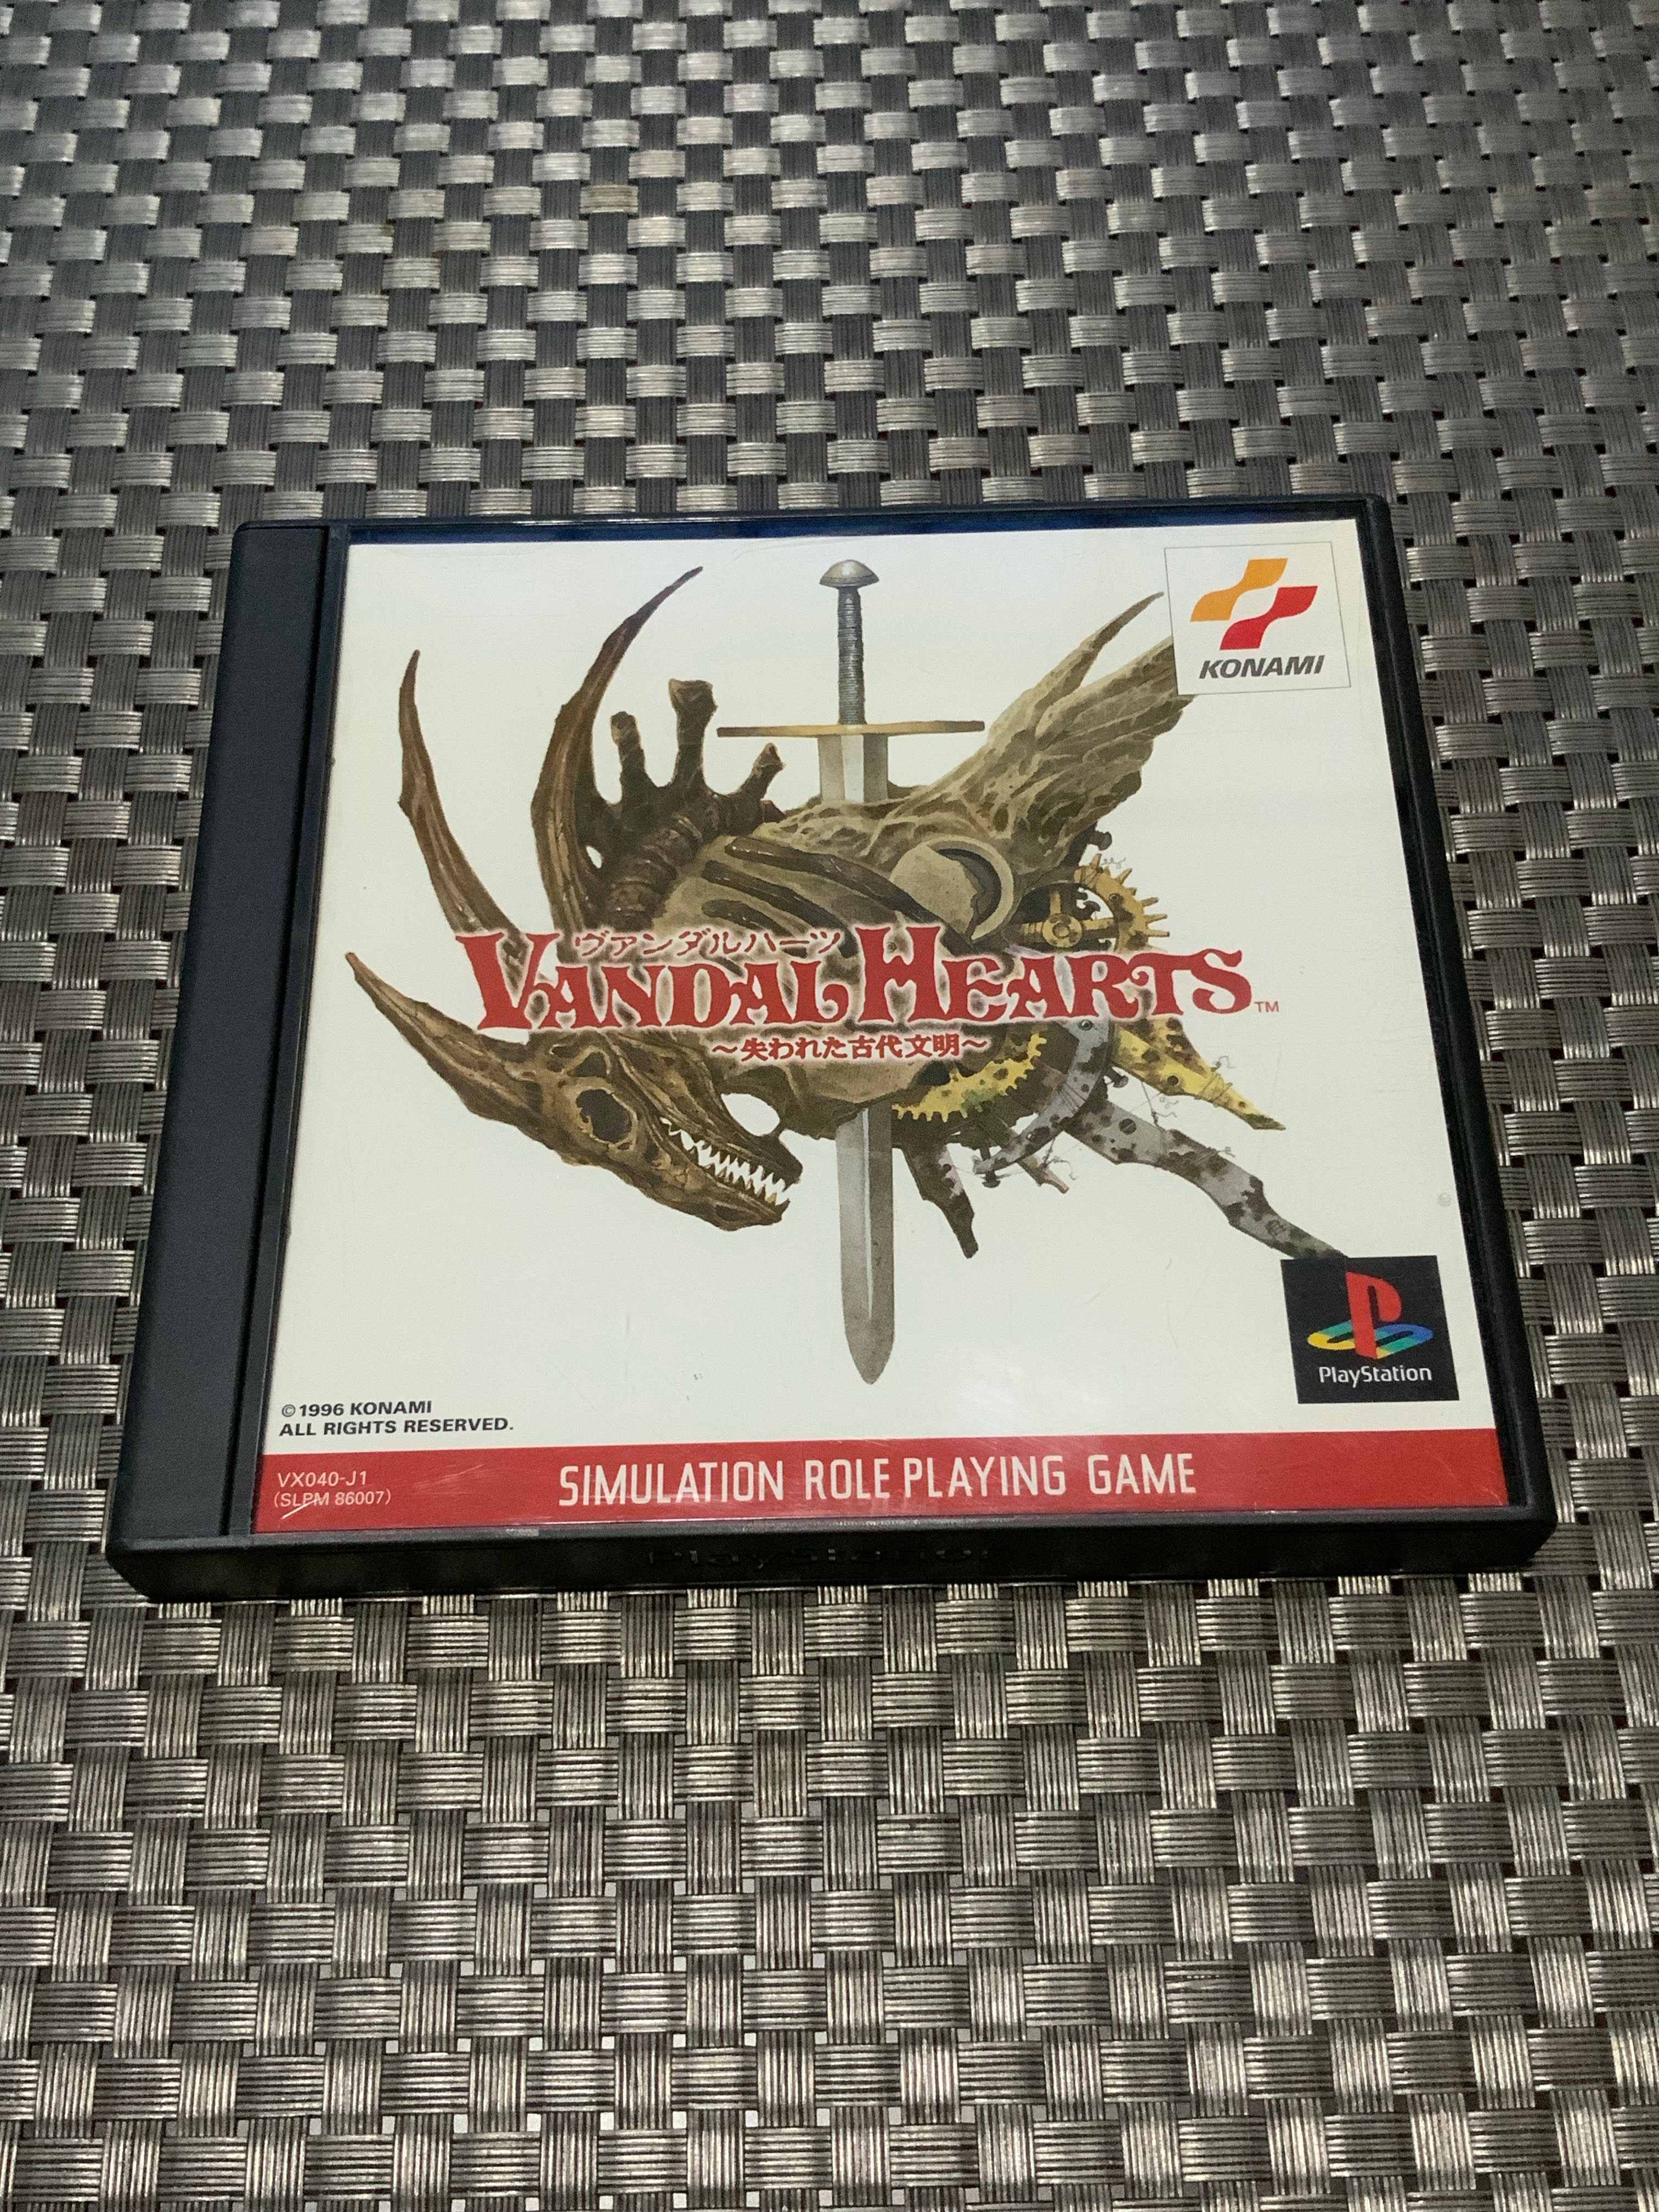 KONAMI
ヴァンダルハーツ
VANDAL HEARTS™
〜失われた古代文明〜
PlayStation
©1996 KONAMI
ALL RIGHTS RESERVED.
VX040-J1
(SLPM 86007)
SIMULATION ROLE PLAYING GAME
PlayStation